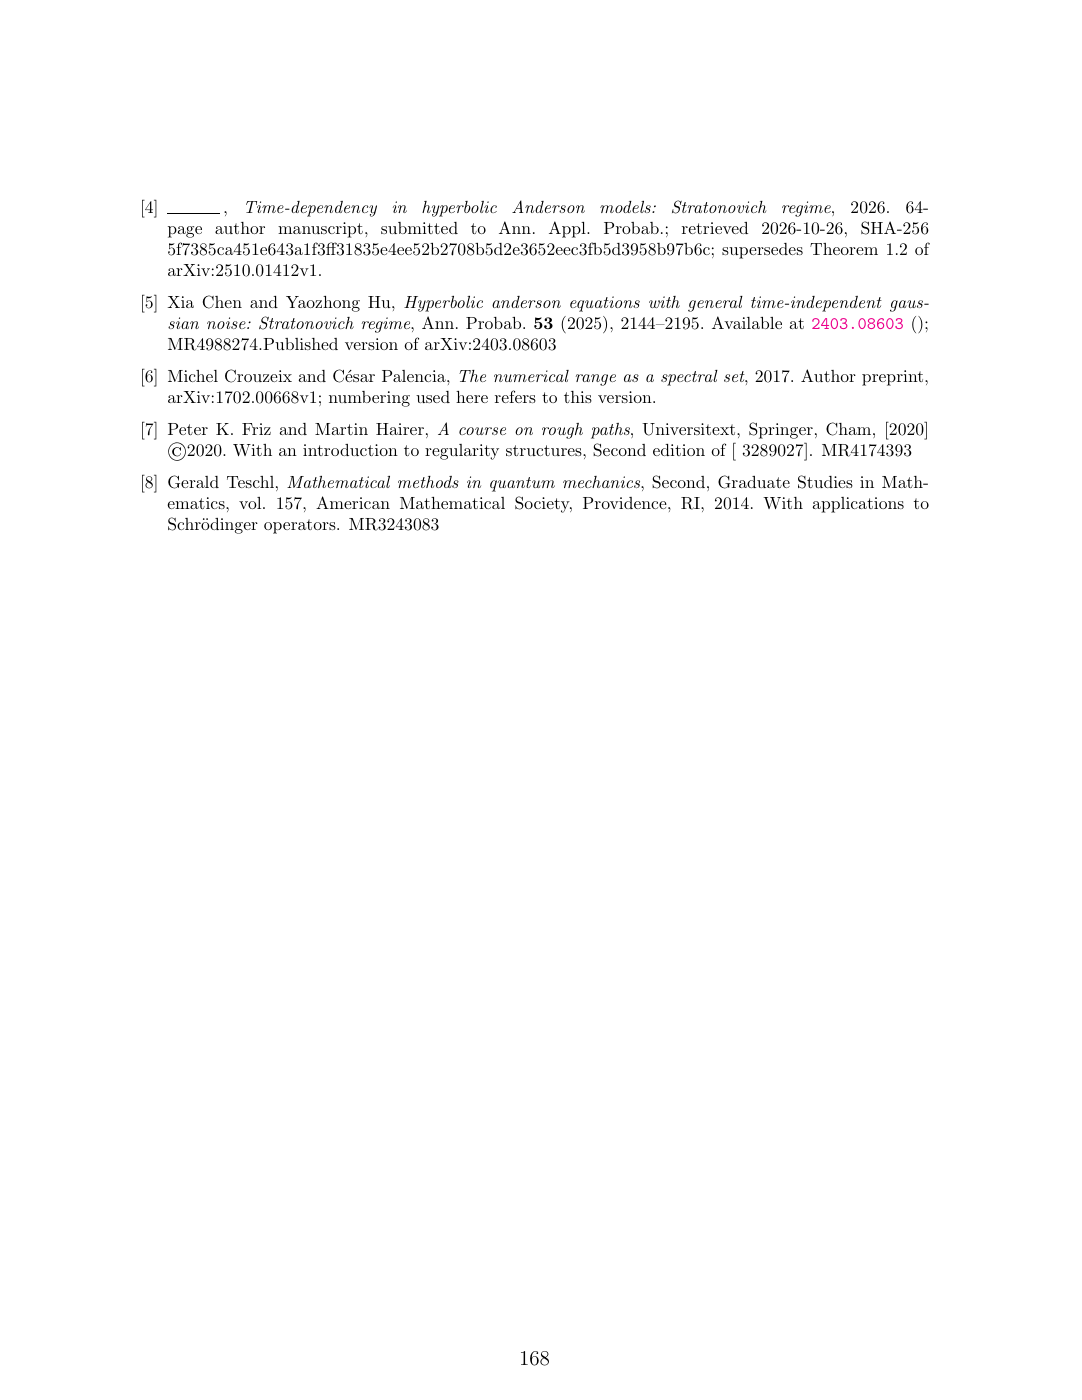 [4] ______, Time-dependency in hyperbolic Anderson models: Stratonovich regime, 2026. 64-
page author manuscript, submitted to Ann. Appl. Probab.; retrieved 2026-10-26, SHA-256
5f7385ca451e643a1f3ff31835e4ee52b2708b5d2e3652eec3fb5d3958b97b6c; supersedes Theorem 1.2 of
arXiv:2510.01412v1.
[5] Xia Chen and Yaozhong Hu, Hyperbolic anderson equations with general time-independent gaus-
sian noise: Stratonovich regime, Ann. Probab. 53 (2025), 2144–2195. Available at 2403.08603 ();
MR4988274.Published version of arXiv:2403.08603
[6] Michel Crouzeix and César Palencia, The numerical range as a spectral set, 2017. Author preprint,
arXiv:1702.00668v1; numbering used here refers to this version.
[7] Peter K. Friz and Martin Hairer, A course on rough paths, Universitext, Springer, Cham, [2020]
©2020. With an introduction to regularity structures, Second edition of [ 3289027]. MR4174393
[8] Gerald Teschl, Mathematical methods in quantum mechanics, Second, Graduate Studies in Math-
ematics, vol. 157, American Mathematical Society, Providence, RI, 2014. With applications to
Schrödinger operators. MR3243083
168